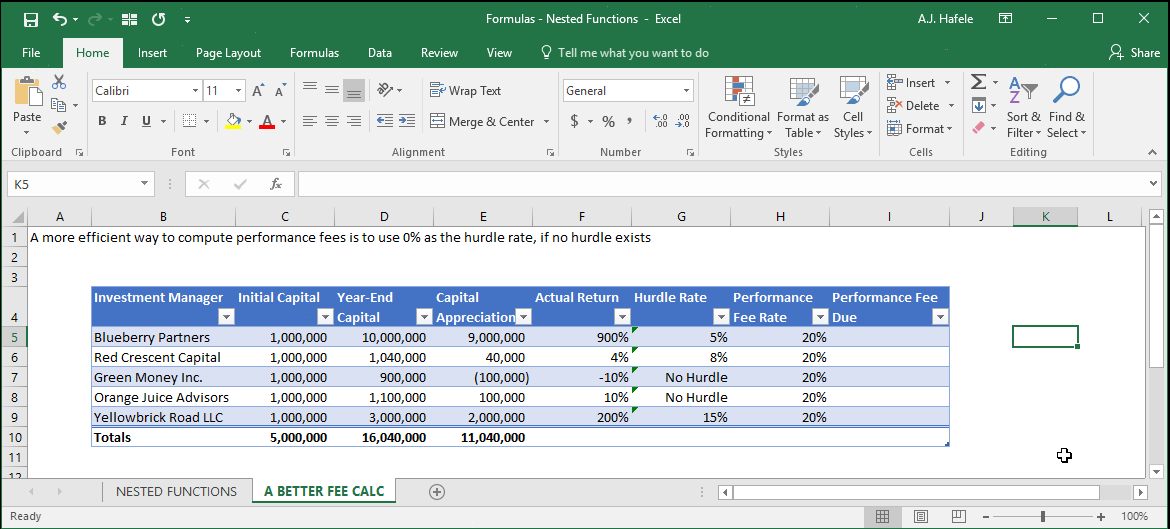 Formulas - Nested Functions - Excel
A.J. Hafele
File Home Insert Page Layout Formulas Data Review View Tell me what you want to do Share
Paste
Calibri 11 A A
B I U A
Wrap Text
Merge & Center
General
$ % ,
Conditional Formatting
Format as Table
Cell Styles
Insert
Delete
Format
Sort & Filter
Find & Select
Clipboard Font Alignment Number Styles Cells Editing
K5 fx
A B C D E F G H I J K L
1 A more efficient way to compute performance fees is to use 0% as the hurdle rate, if no hurdle exists
2
3
4 Investment Manager Initial Capital Year-End Capital Capital Appreciation Actual Return Hurdle Rate Performance Fee Rate Performance Fee Due
5 Blueberry Partners 1,000,000 10,000,000 9,000,000 900% 5% 20%
6 Red Crescent Capital 1,000,000 1,040,000 40,000 4% 8% 20%
7 Green Money Inc. 1,000,000 900,000 (100,000) -10% No Hurdle 20%
8 Orange Juice Advisors 1,000,000 1,100,000 100,000 10% No Hurdle 20%
9 Yellowbrick Road LLC 1,000,000 3,000,000 2,000,000 200% 15% 20%
10 Totals 5,000,000 16,040,000 11,040,000
11
12
NESTED FUNCTIONS A BETTER FEE CALC
Ready 100%